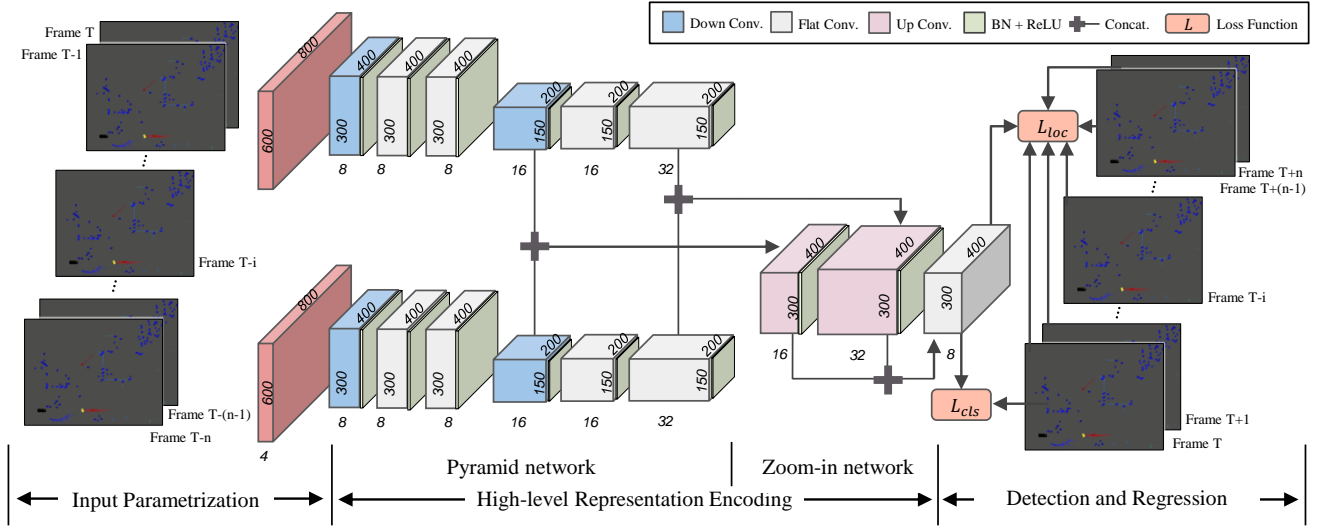 Down Conv.
Flat Conv.
Up Conv.
BN + ReLU
Concat.
L
Loss Function
Frame T
Frame T-1
Frame T-i
Frame T-(n-1)
Frame T-n
600
800
300
400
8
300
400
8
300
400
8
150
200
16
150
200
16
150
200
32
600
800
4
300
400
8
300
400
8
300
400
8
150
200
16
150
200
16
150
200
32
300
400
16
300
400
32
300
400
8
Lloc
Lcls
Frame T+n
Frame T+(n-1)
Frame T-i
Frame T+1
Frame T
Pyramid network
Zoom-in network
Input Parametrization
High-level Representation Encoding
Detection and Regression